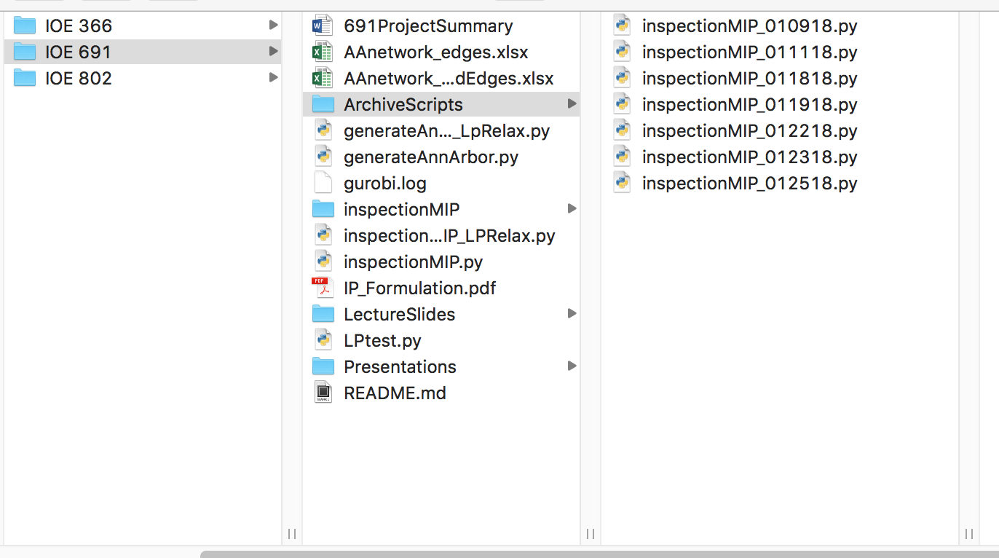 IOE 366
IOE 691
IOE 802
691ProjectSummary
AAnetwork_edges.xlsx
AAnetwork_...dEdges.xlsx
ArchiveScripts
generateAn..._LpRelax.py
generateAnnArbor.py
gurobi.log
inspectionMIP
inspection...IP_LPRelax.py
inspectionMIP.py
PDF
IP_Formulation.pdf
LectureSlides
LPtest.py
Presentations
README.md
inspectionMIP_010918.py
inspectionMIP_011118.py
inspectionMIP_011818.py
inspectionMIP_011918.py
inspectionMIP_012218.py
inspectionMIP_012318.py
inspectionMIP_012518.py